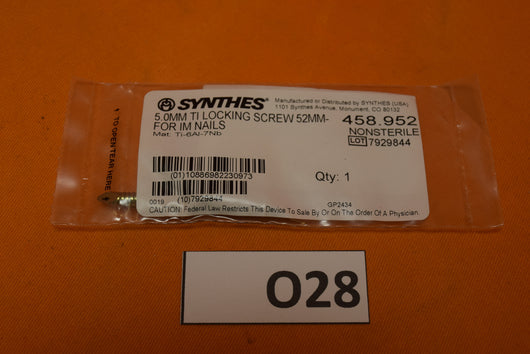 SYNTHES®
Manufactured or Distributed by SYNTHES (USA)
1101 Synthes Avenue, Monument, CO 80132
5.0MM TI LOCKING SCREW 52MM-
FOR IM NAILS
Mat: Ti-6Al-7Nb
458.952
NONSTERILE
LOT 7929844
(01)10886982230973
Qty: 1
0019 (10)7929844
GP2434
CAUTION: Federal Law Restricts This Device To Sale By Or On The Order Of A Physician.
TO OPEN TEAR HERE
O28